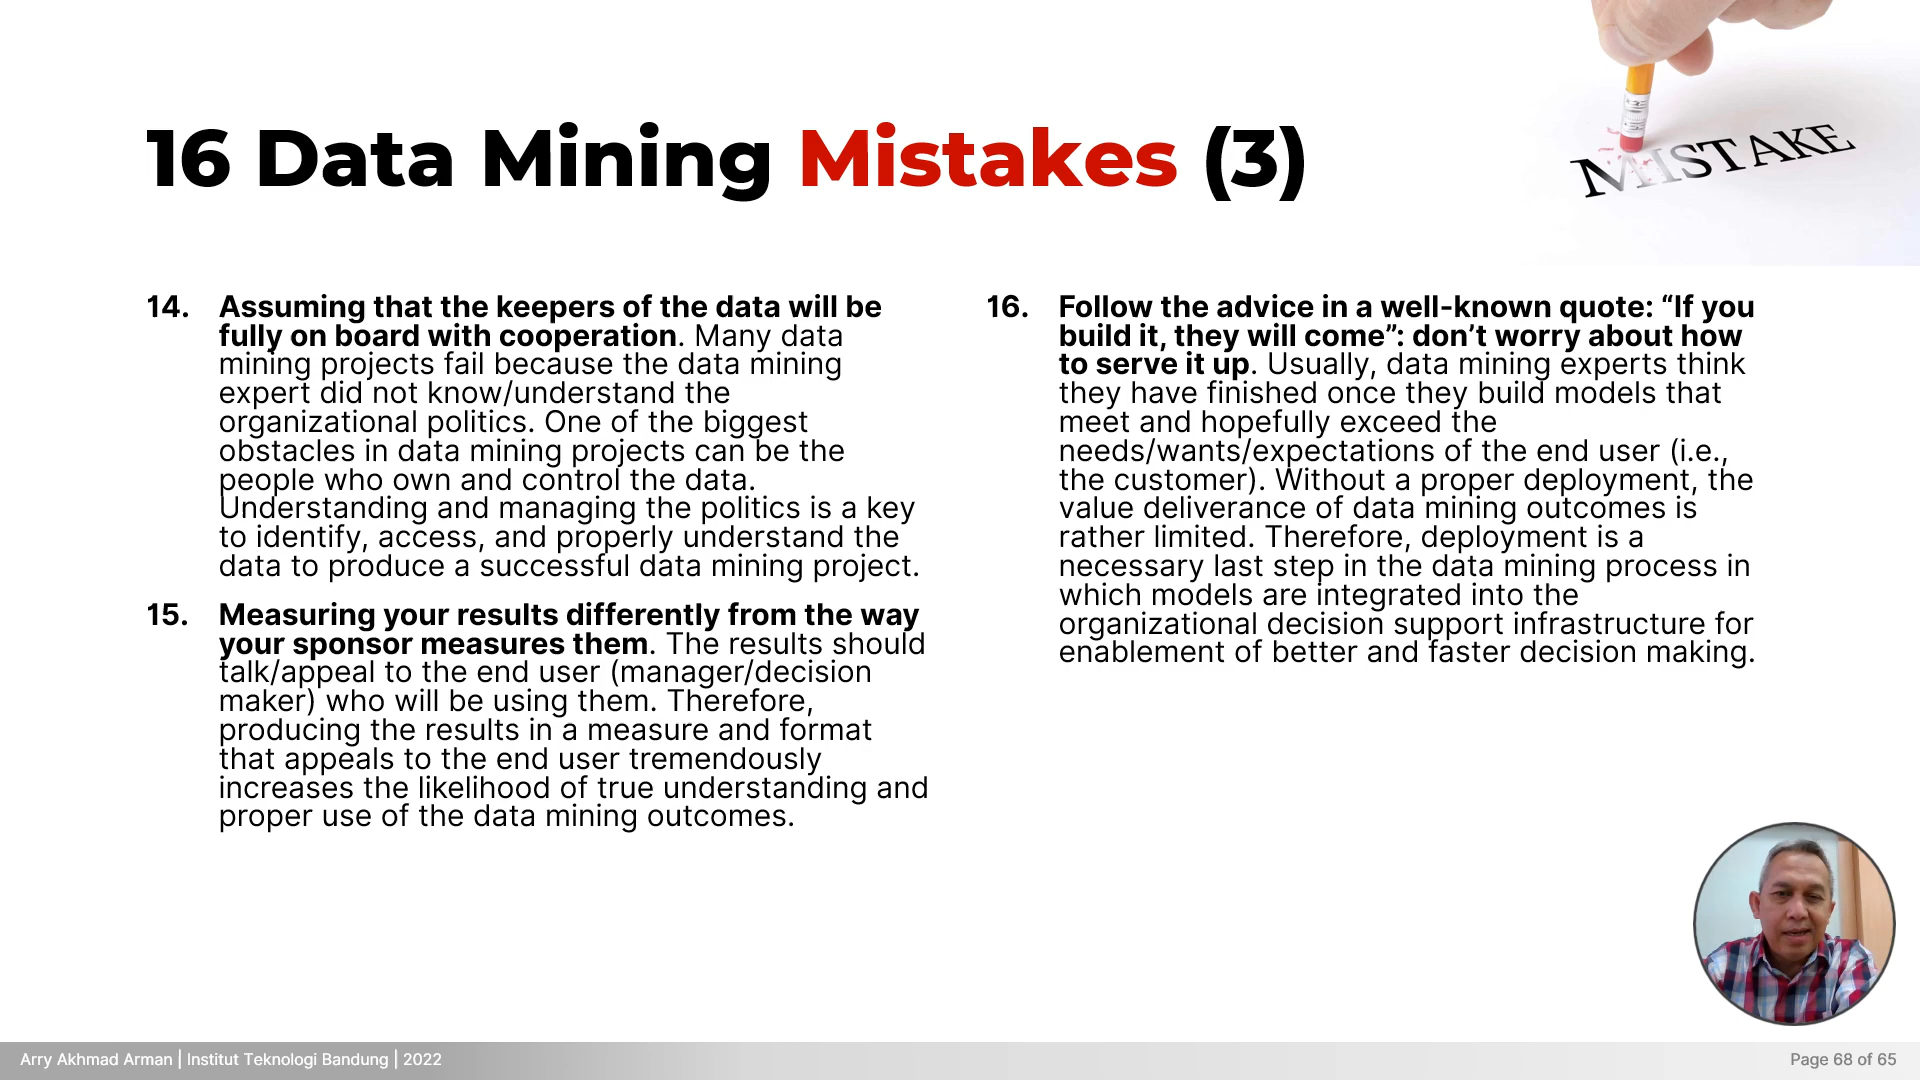 16 Data Mining Mistakes (3)
MISTAKE
14. Assuming that the keepers of the data will be
fully on board with cooperation. Many data
mining projects fail because the data mining
expert did not know/understand the
organizational politics. One of the biggest
obstacles in data mining projects can be the
people who own and control the data.
Understanding and managing the politics is a key
to identify, access, and properly understand the
data to produce a successful data mining project.
15. Measuring your results differently from the way
your sponsor measures them. The results should
talk/appeal to the end user (manager/decision
maker) who will be using them. Therefore,
producing the results in a measure and format
that appeals to the end user tremendously
increases the likelihood of true understanding and
proper use of the data mining outcomes.
16. Follow the advice in a well-known quote: “If you
build it, they will come”: don’t worry about how
to serve it up. Usually, data mining experts think
they have finished once they build models that
meet and hopefully exceed the
needs/wants/expectations of the end user (i.e.,
the customer). Without a proper deployment, the
value deliverance of data mining outcomes is
rather limited. Therefore, deployment is a
necessary last step in the data mining process in
which models are integrated into the
organizational decision support infrastructure for
enablement of better and faster decision making.
Arry Akhmad Arman | Institut Teknologi Bandung | 2022
Page 68 of 65